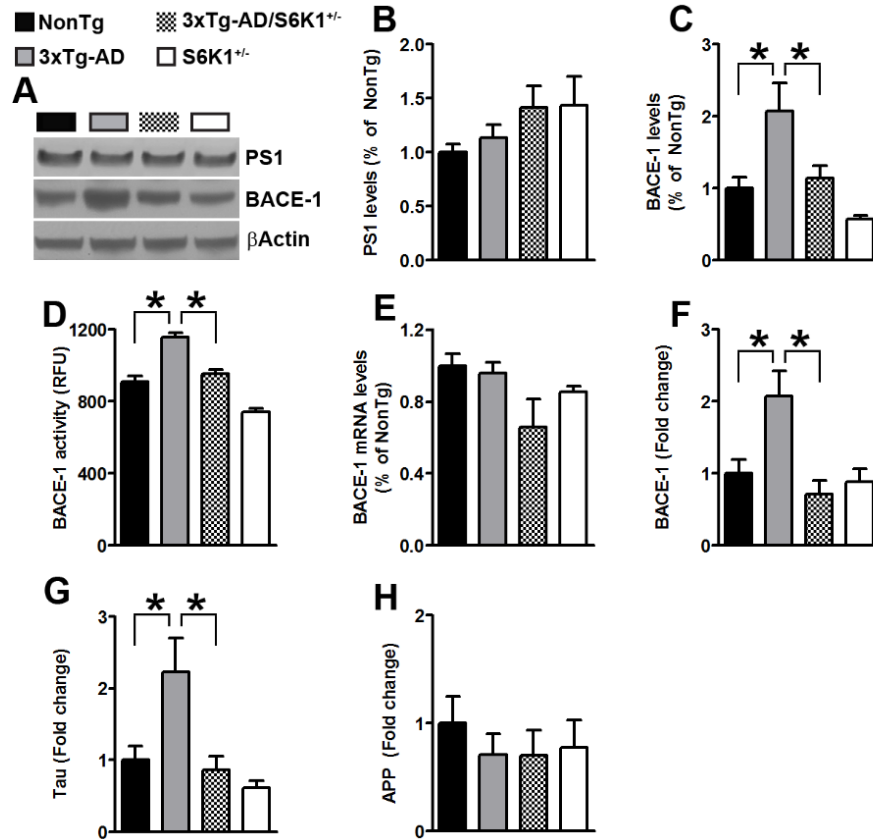 NonTg
3xTg-AD/S6K1+/-
3xTg-AD
S6K1+/-
A
PS1
BACE-1
βActin
B
PS1 levels (% of NonTg)
2.0
1.5
1.0
0.5
0.0
C
BACE-1 levels
(% of NonTg)
3
2
1
0
* *
D
BACE-1 activity (RFU)
1200
800
400
0
* *
E
BACE-1 mRNA levels
(% of NonTg)
1.2
0.8
0.4
0.0
F
BACE-1 (Fold change)
3
2
1
0
* *
G
Tau (Fold change)
3
2
1
0
* *
H
APP (Fold change)
2
1
0